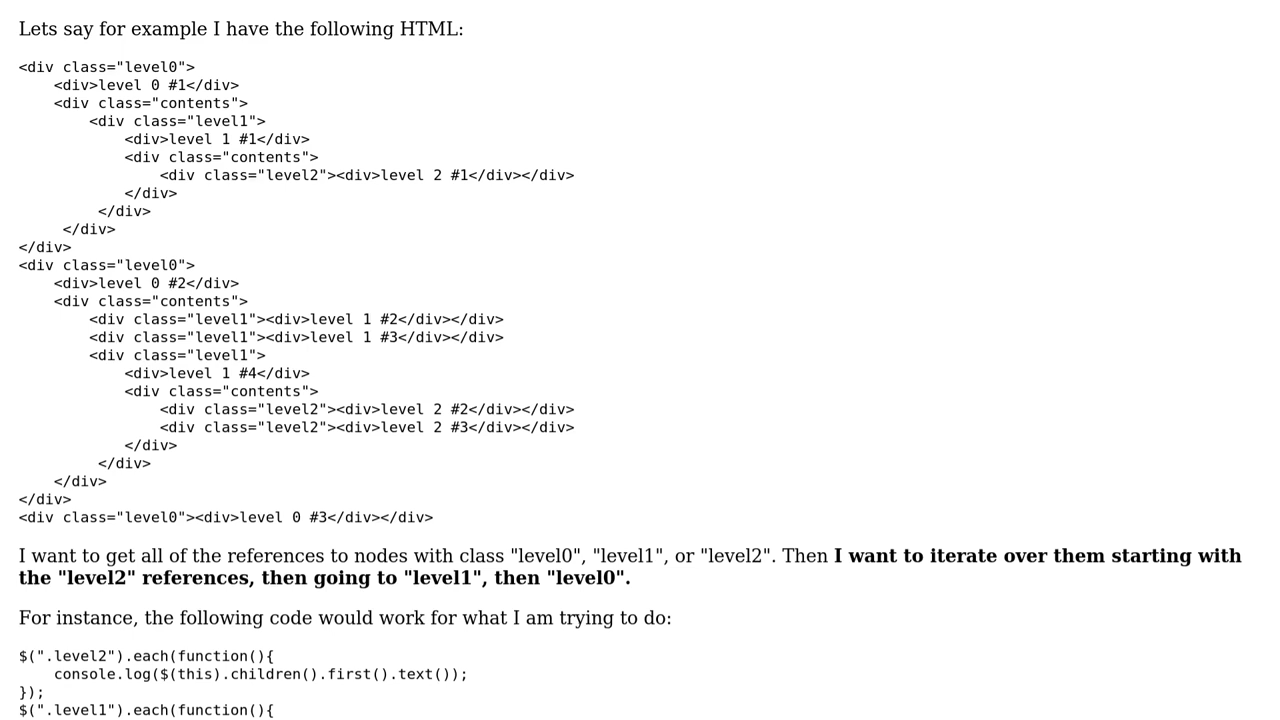 Lets say for example I have the following HTML:
<div class="level0">
    <div>level 0 #1</div>
    <div class="contents">
        <div class="level1">
            <div>level 1 #1</div>
            <div class="contents">
                <div class="level2"><div>level 2 #1</div></div>
            </div>
         </div>
     </div>
</div>
<div class="level0">
    <div>level 0 #2</div>
    <div class="contents">
        <div class="level1"><div>level 1 #2</div></div>
        <div class="level1"><div>level 1 #3</div></div>
        <div class="level1">
            <div>level 1 #4</div>
            <div class="contents">
                <div class="level2"><div>level 2 #2</div></div>
                <div class="level2"><div>level 2 #3</div></div>
            </div>
         </div>
    </div>
</div>
<div class="level0"><div>level 0 #3</div></div>
I want to get all of the references to nodes with class "level0", "level1", or "level2". Then I want to iterate over them starting with
the "level2" references, then going to "level1", then "level0".
For instance, the following code would work for what I am trying to do:
$(".level2").each(function(){
    console.log($(this).children().first().text());
});
$(".level1").each(function(){